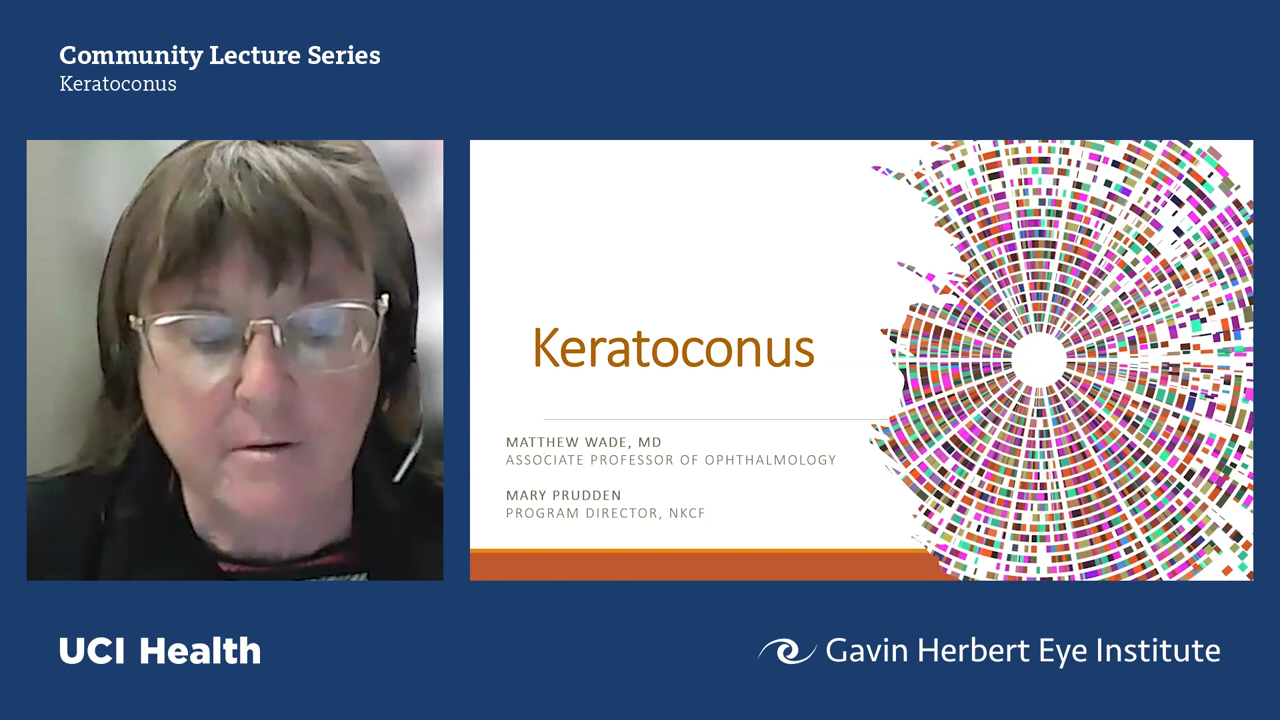 Community Lecture Series
Keratoconus
Keratoconus
MATTHEW WADE, MD
ASSOCIATE PROFESSOR OF OPHTHALMOLOGY
MARY PRUDDEN
PROGRAM DIRECTOR, NKCF
UCI Health
Gavin Herbert Eye Institute